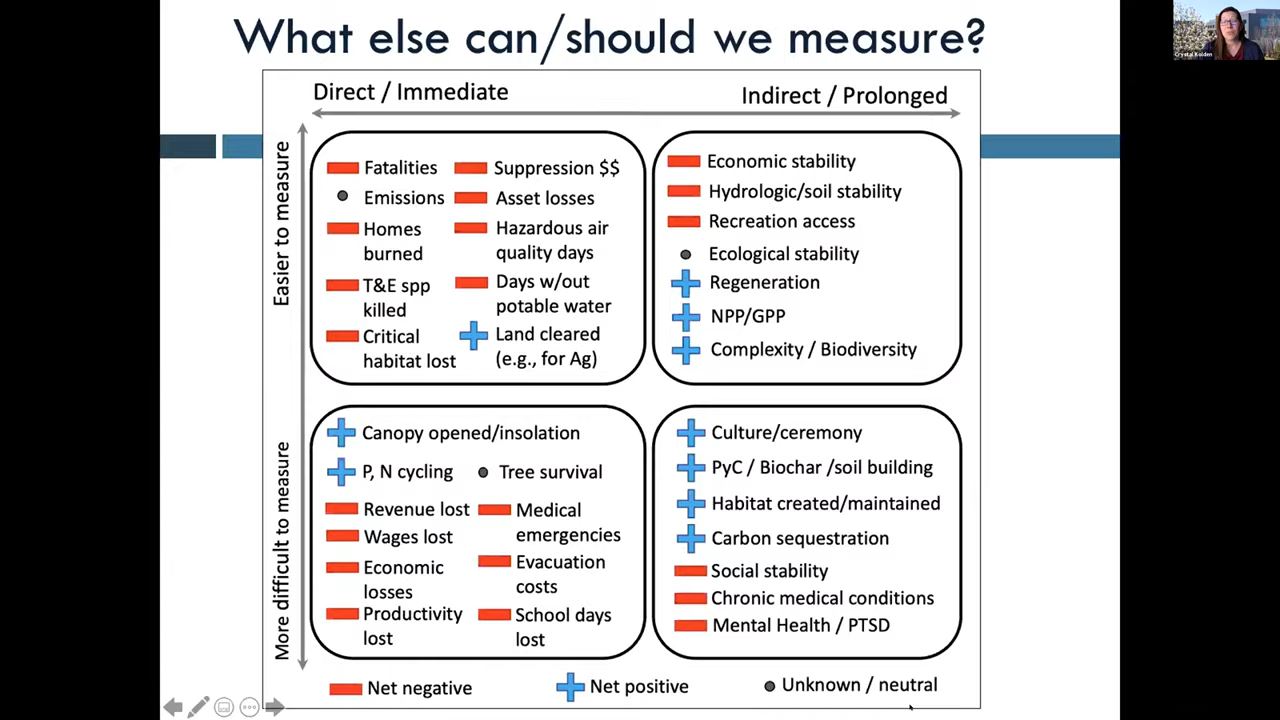 What else can/should we measure?
Crystal Kolden
Direct / Immediate
Indirect / Prolonged
Easier to measure
Fatalities
Emissions
Homes
burned
T&E spp
killed
Critical
habitat lost
Suppression $$
Asset losses
Hazardous air
quality days
Days w/out
potable water
Land cleared
(e.g., for Ag)
Economic stability
Hydrologic/soil stability
Recreation access
Ecological stability
Regeneration
NPP/GPP
Complexity / Biodiversity
More difficult to measure
Canopy opened/insolation
P, N cycling
Tree survival
Revenue lost
Wages lost
Economic
losses
Productivity
lost
Medical
emergencies
Evacuation
costs
School days
lost
Culture/ceremony
PyC / Biochar /soil building
Habitat created/maintained
Carbon sequestration
Social stability
Chronic medical conditions
Mental Health / PTSD
Net negative
Net positive
Unknown / neutral